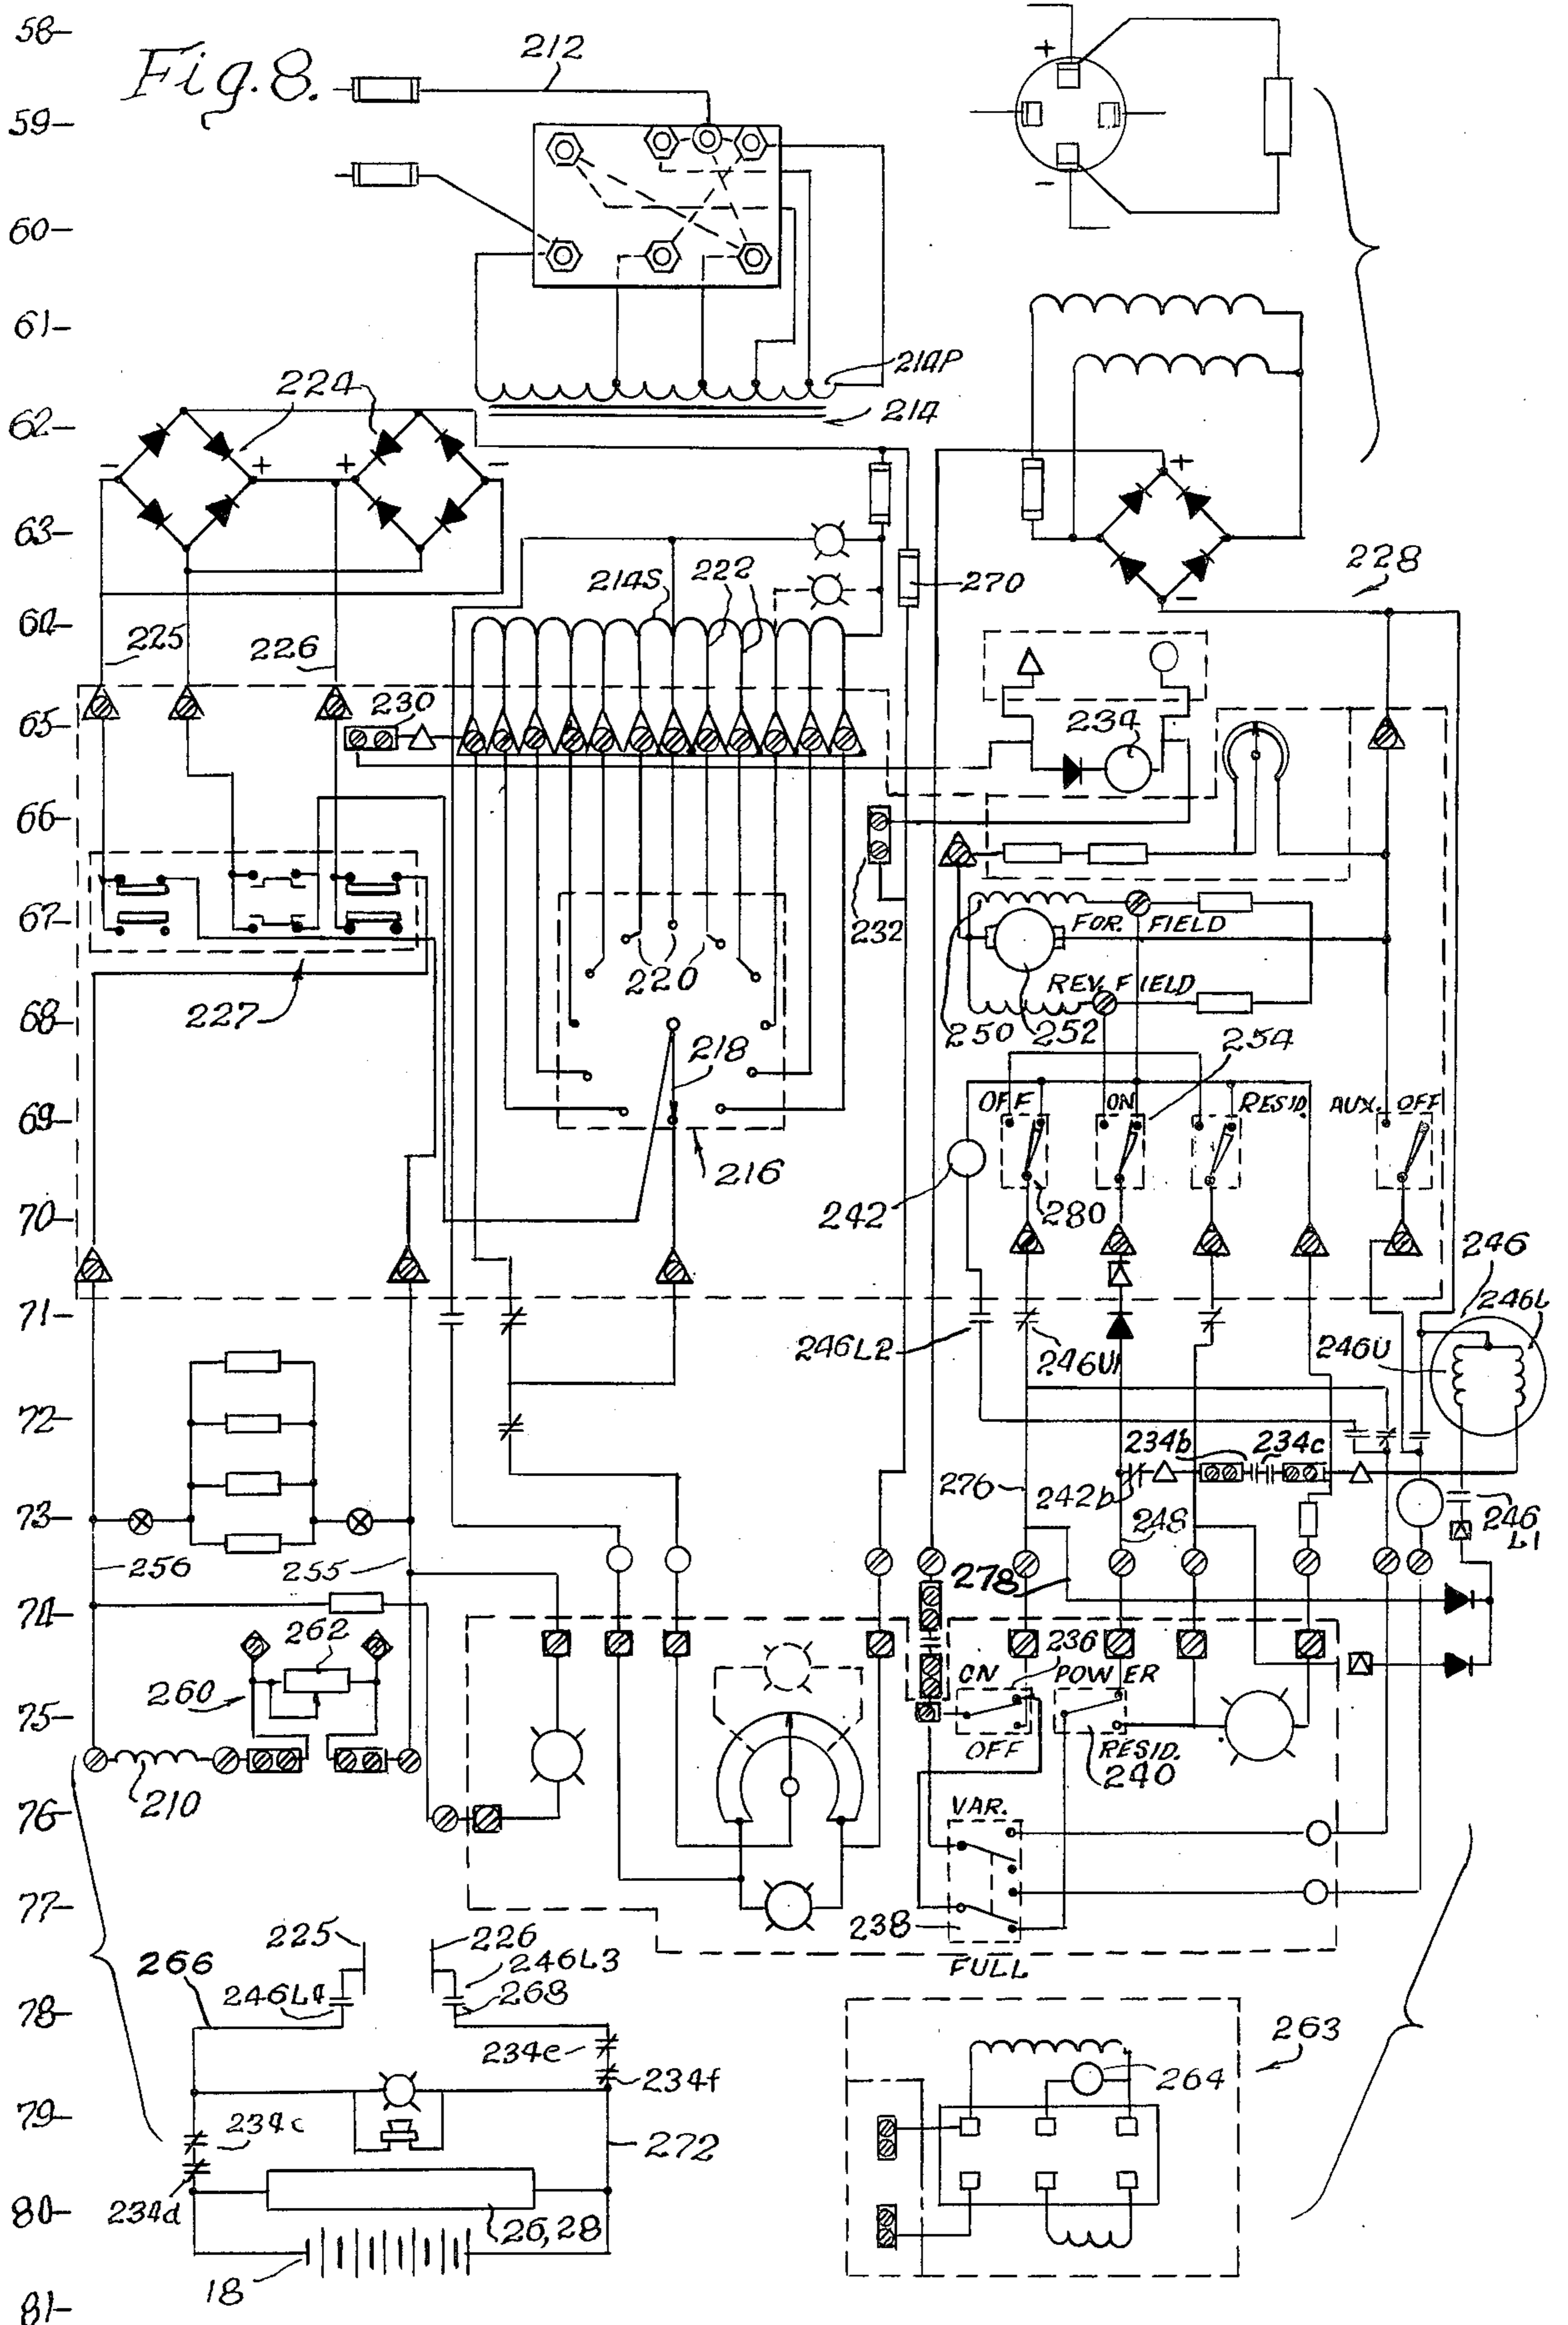 58-
Fig. 8.
212
+
59-
-
60-
61-
214P
214
62-
224
- + + -
+
63-
228
270
214S
222
-
64-
225
226
230
65-
234
66-
67-
232
FOR. FIELD
220
REV. FIELD
227
68-
250
252
254
218
69-
OFF
ON
RESID.
AUX. OFF
216
70-
242
280
246
71-
246L
246L2
246U1
246U
72-
234b
234c
276
242b
73-
248
246
L1
256
255
278
74-
262
236
ON
POWER
260
75-
OFF
RESID.
240
210
VAR.
76-
77-
238
225
226
246L3
FULL
266
246L4
268
78-
263
234e
234f
264
79-
234c
272
80-
234d
26, 28
18
81-